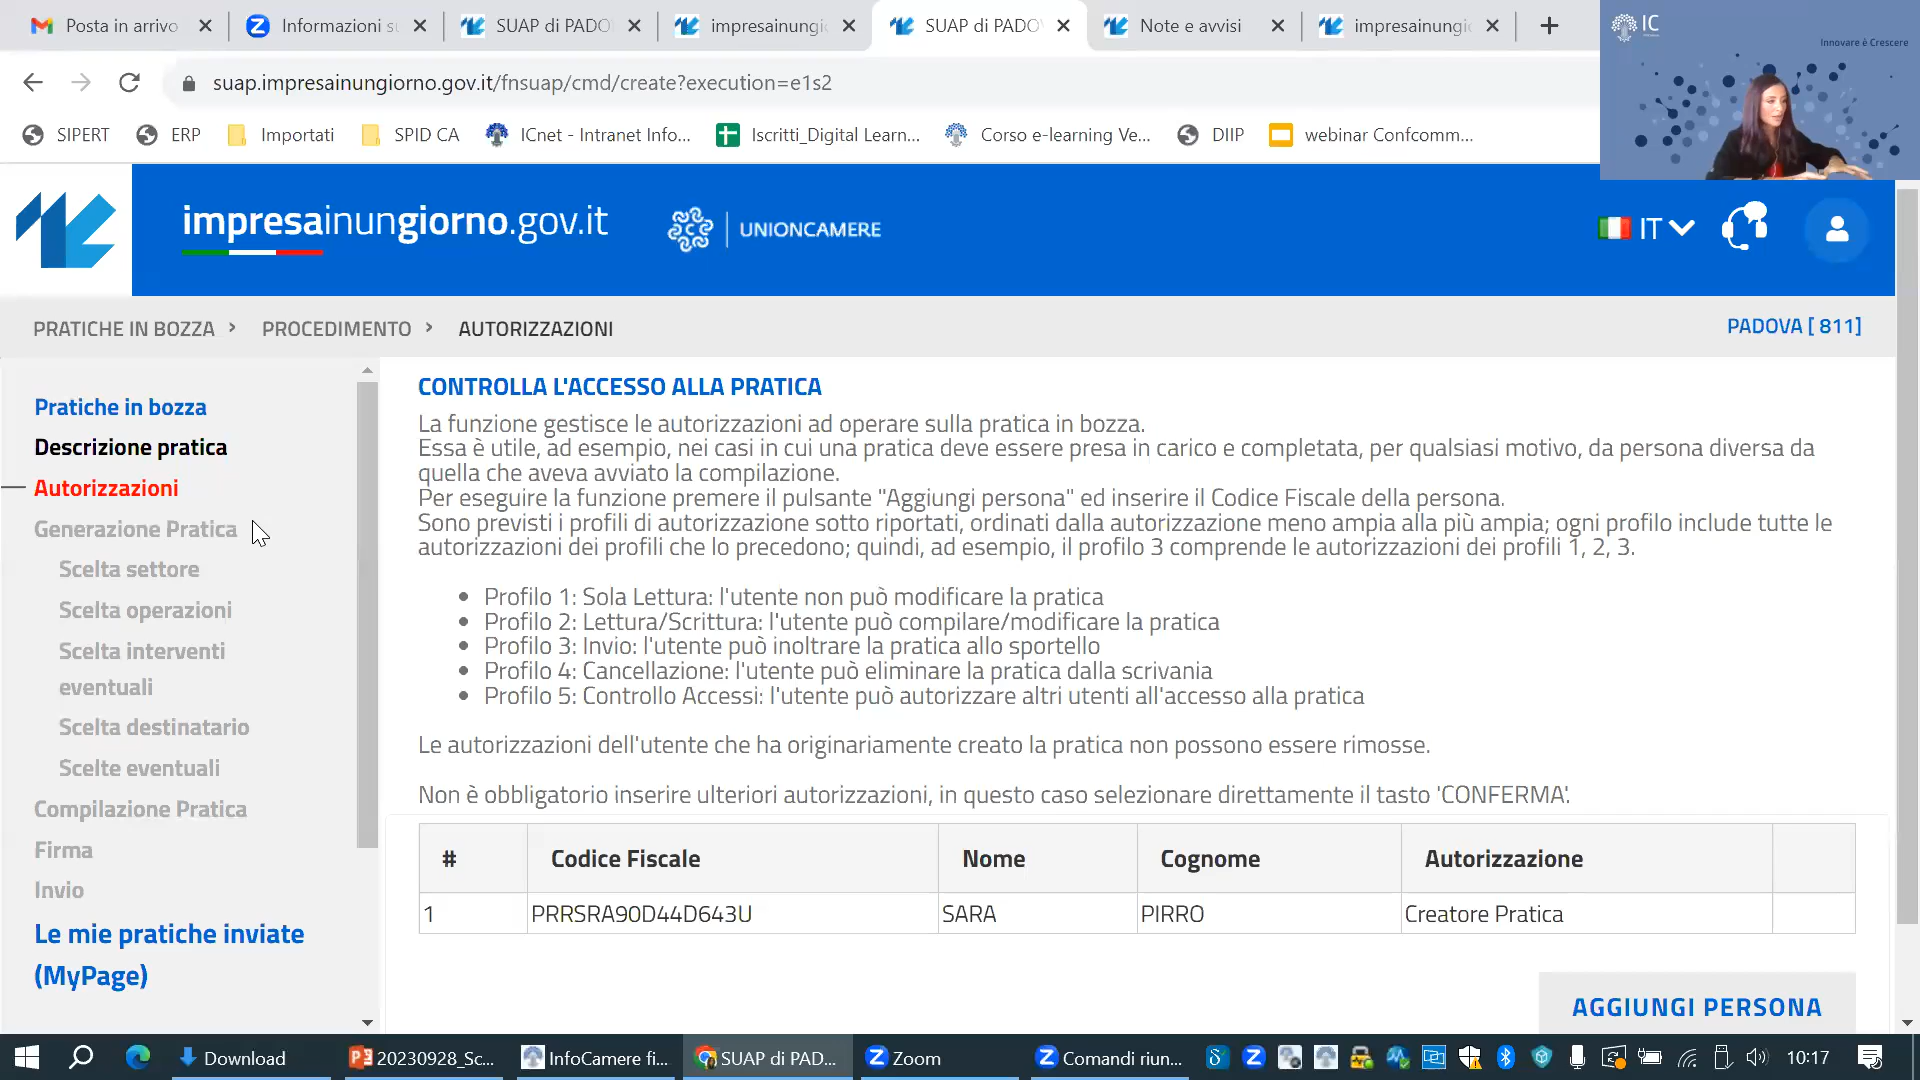 Posta in arrivo
Informazioni su
SUAP di PADO
impresainungio
SUAP di PADOV
Note e avvisi
impresainungio
IC
Innovare è Crescere
suap.impresainungiorno.gov.it/fnsuap/cmd/create?execution=e1s2
SIPERT
ERP
Importati
SPID CA
ICnet - Intranet Info...
Iscritti_Digital Learn...
Corso e-learning Ve...
DIIP
webinar Confcomm...
impresainungiorno.gov.it
UNIONCAMERE
IT
PRATICHE IN BOZZA > PROCEDIMENTO > AUTORIZZAZIONI
PADOVA [ 811]
Pratiche in bozza
Descrizione pratica
Autorizzazioni
Generazione Pratica
Scelta settore
Scelta operazioni
Scelta interventi
eventuali
Scelta destinatario
Scelte eventuali
Compilazione Pratica
Firma
Invio
Le mie pratiche inviate
(MyPage)
CONTROLLA L'ACCESSO ALLA PRATICA
La funzione gestisce le autorizzazioni ad operare sulla pratica in bozza.
Essa è utile, ad esempio, nei casi in cui una pratica deve essere presa in carico e completata, per qualsiasi motivo, da persona diversa da
quella che aveva avviato la compilazione.
Per eseguire la funzione premere il pulsante "Aggiungi persona" ed inserire il Codice Fiscale della persona.
Sono previsti i profili di autorizzazione sotto riportati, ordinati dalla autorizzazione meno ampia alla più ampia; ogni profilo include tutte le
autorizzazioni dei profili che lo precedono; quindi, ad esempio, il profilo 3 comprende le autorizzazioni dei profili 1, 2, 3.
• Profilo 1: Sola Lettura: l'utente non può modificare la pratica
• Profilo 2: Lettura/Scrittura: l'utente può compilare/modificare la pratica
• Profilo 3: Invio: l'utente può inoltrare la pratica allo sportello
• Profilo 4: Cancellazione: l'utente può eliminare la pratica dalla scrivania
• Profilo 5: Controllo Accessi: l'utente può autorizzare altri utenti all'accesso alla pratica
Le autorizzazioni dell'utente che ha originariamente creato la pratica non possono essere rimosse.
Non è obbligatorio inserire ulteriori autorizzazioni, in questo caso selezionare direttamente il tasto 'CONFERMA'.
# Codice Fiscale Nome Cognome Autorizzazione
1 PRRSRA90D44D643U SARA PIRRO Creatore Pratica
AGGIUNGI PERSONA
Download
20230928_Sc...
InfoCamere fi...
SUAP di PAD...
Zoom
Comandi riun...
10:17